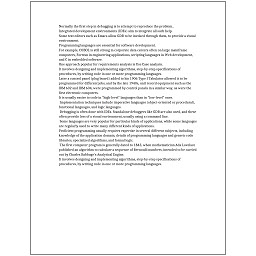 Normally the first step in debugging is to attempt to reproduce the problem.
Integrated development environments (IDEs) aim to integrate all such help.
Some text editors such as Emacs allow GDB to be invoked through them, to provide a visual
environment.
Programming languages are essential for software development.
For example, COBOL is still strong in corporate data centers often on large mainframe
computers, Fortran in engineering applications, scripting languages in Web development,
and C in embedded software.
One approach popular for requirements analysis is Use Case analysis.
It involves designing and implementing algorithms, step-by-step specifications of
procedures, by writing code in one or more programming languages.
Later a control panel (plug board) added to his 1906 Type I Tabulator allowed it to be
programmed for different jobs, and by the late 1940s, unit record equipment such as the
IBM 602 and IBM 604, were programmed by control panels in a similar way, as were the
first electronic computers.
It is usually easier to code in "high-level" languages than in "low-level" ones.
Implementation techniques include imperative languages (object-oriented or procedural),
functional languages, and logic languages.
Debugging is often done with IDEs. Standalone debuggers like GDB are also used, and these
often provide less of a visual environment, usually using a command line.
Some languages are very popular for particular kinds of applications, while some languages
are regularly used to write many different kinds of applications.
Proficient programming usually requires expertise in several different subjects, including
knowledge of the application domain, details of programming languages and generic code
libraries, specialized algorithms, and formal logic.
The first computer program is generally dated to 1843, when mathematician Ada Lovelace
published an algorithm to calculate a sequence of Bernoulli numbers, intended to be carried
out by Charles Babbage's Analytical Engine.
It involves designing and implementing algorithms, step-by-step specifications of
procedures, by writing code in one or more programming languages.